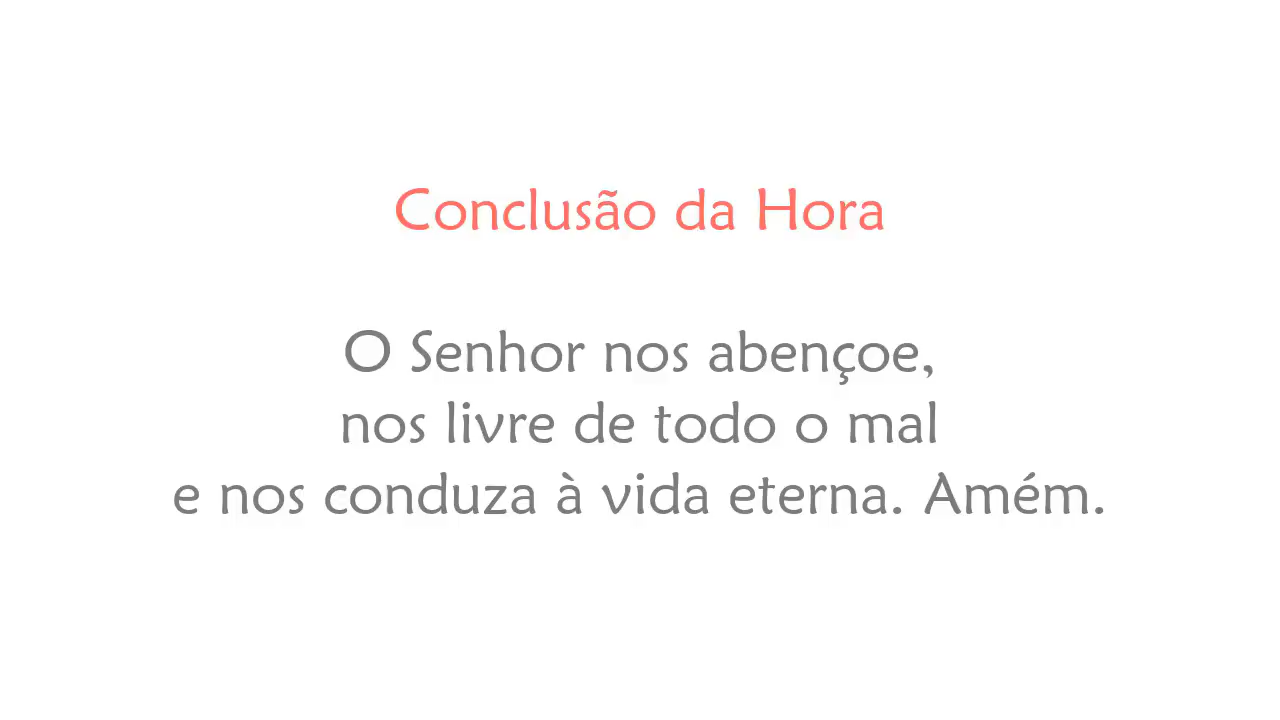 Conclusão da Hora
O Senhor nos abençoe,
nos livre de todo o mal
e nos conduza à vida eterna. Amém.